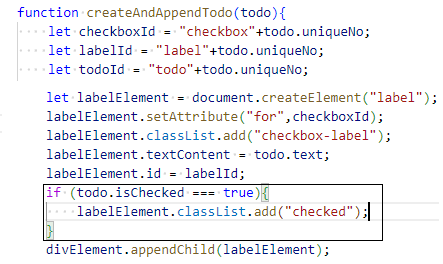 function createAndAppendTodo(todo){
let checkboxId = "checkbox"+todo.uniqueNo;
let labelId = "label"+todo.uniqueNo;
let todoId = "todo"+todo.uniqueNo;
let labelElement = document.createElement("label");
labelElement.setAttribute("for",checkboxId);
labelElement.classList.add("checkbox-label");
labelElement.textContent = todo.text;
labelElement.id = labelId;
if (todo.isChecked === true){
labelElement.classList.add("checked");
}
divElement.appendChild(labelElement);